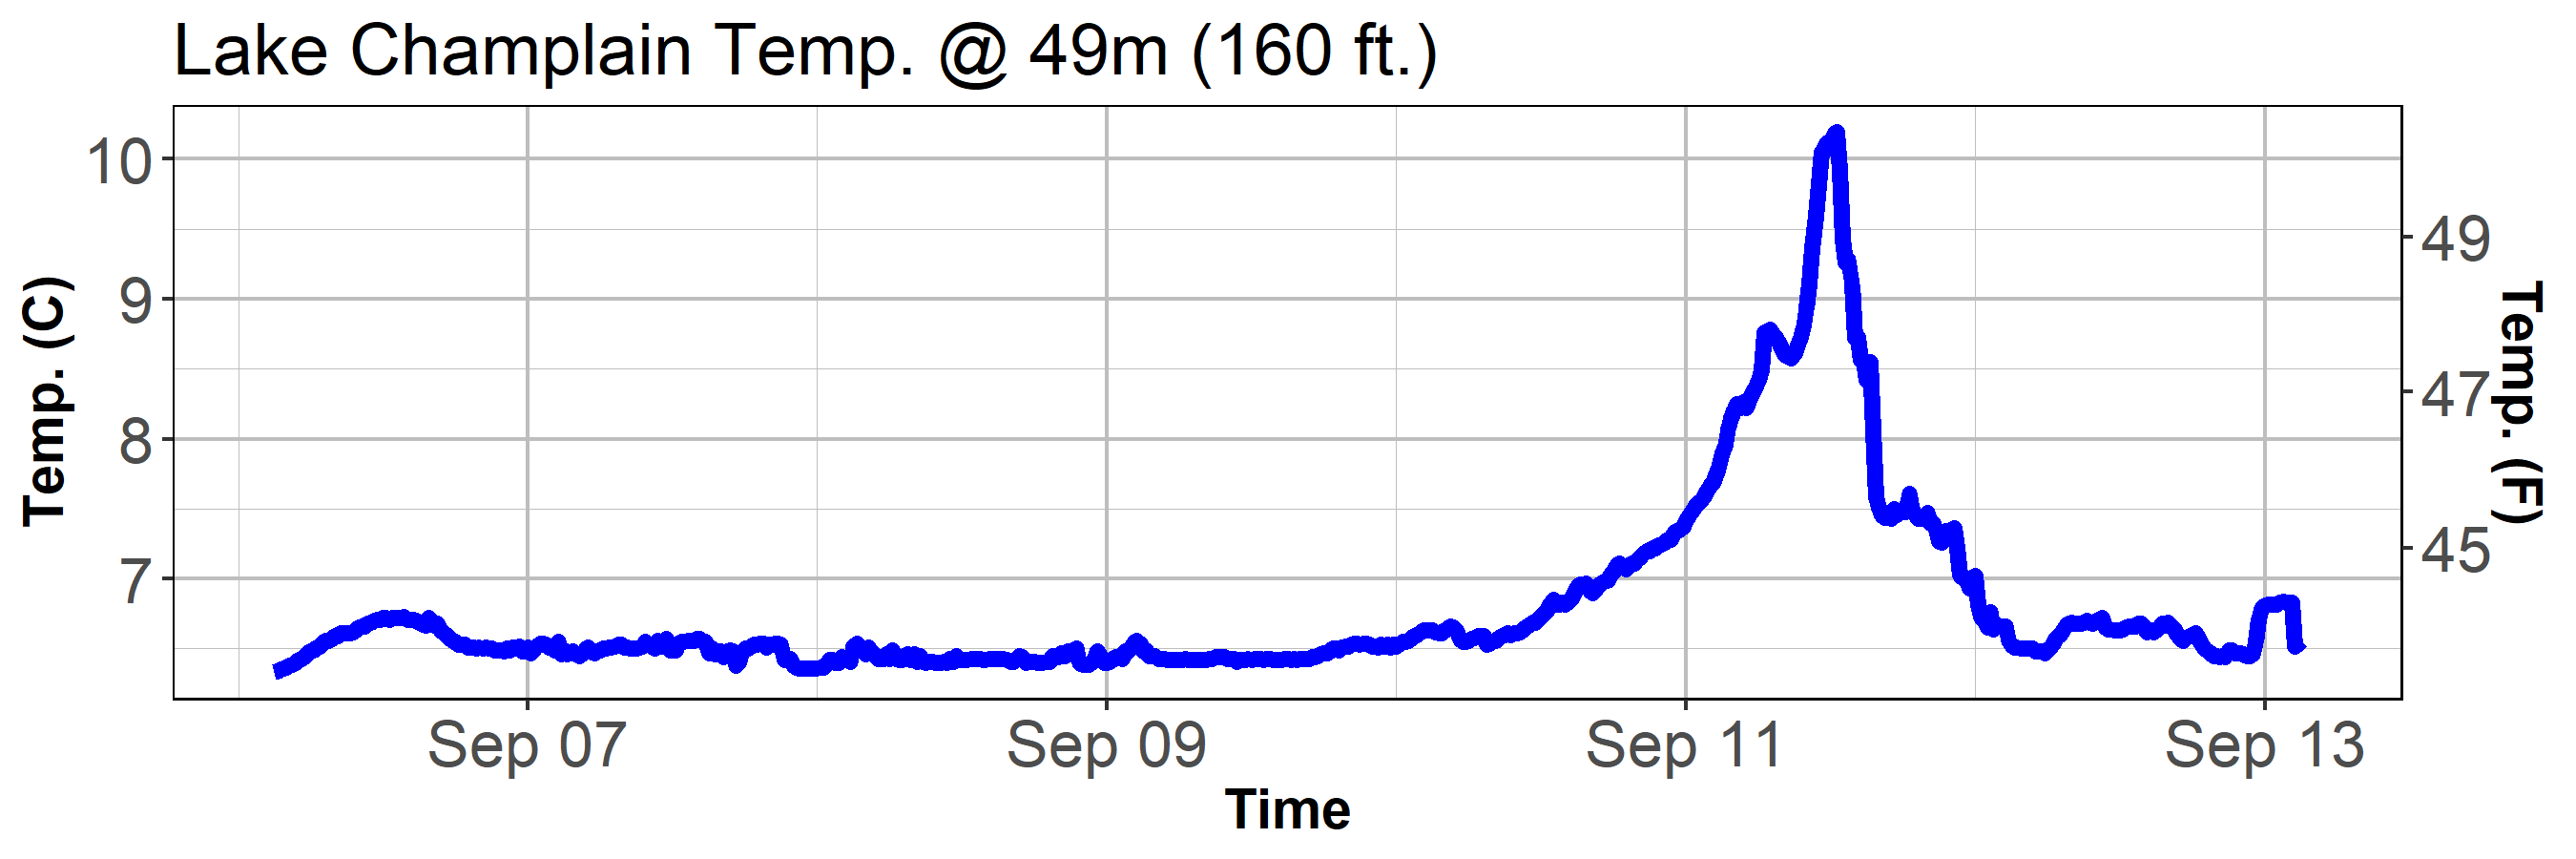 Lake Champlain Temp. @ 49m (160 ft.)
10
9
8
7
Temp. (C)
49
47
45
Temp. (F)
Sep 07 Sep 09 Sep 11 Sep 13
Time